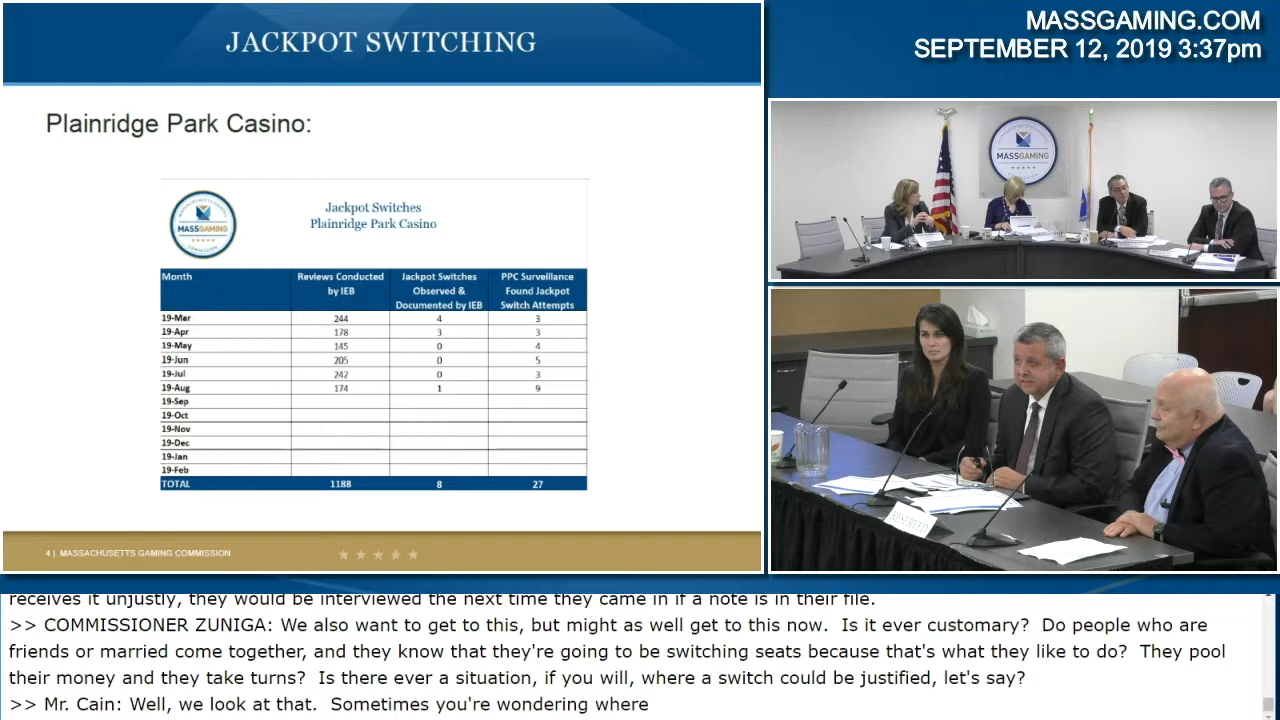 JACKPOT SWITCHING
Plainridge Park Casino:
MASSGAMING
Jackpot Switches
Plainridge Park Casino
Month Reviews Conducted by IEB Jackpot Switches Observed & Documented by IEB PPC Surveillance Found Jackpot Switch Attempts
19-Mar 244 4 3
19-Apr 178 3 3
19-May 145 0 4
19-Jun 205 0 5
19-Jul 242 0 3
19-Aug 174 1 9
19-Sep
19-Oct
19-Nov
19-Dec
19-Jan
19-Feb
TOTAL 1188 8 27
4 | MASSACHUSETTS GAMING COMMISSION
MASSGAMING.COM
SEPTEMBER 12, 2019 3:37pm
MASSGAMING
RESERVED
receives it unjustly, they would be interviewed the next time they came in if a note is in their file.
>> COMMISSIONER ZUNIGA: We also want to get to this, but might as well get to this now. Is it ever customary? Do people who are
friends or married come together, and they know that they're going to be switching seats because that's what they like to do? They pool
their money and they take turns? Is there ever a situation, if you will, where a switch could be justified, let's say?
>> Mr. Cain: Well, we look at that. Sometimes you're wondering where